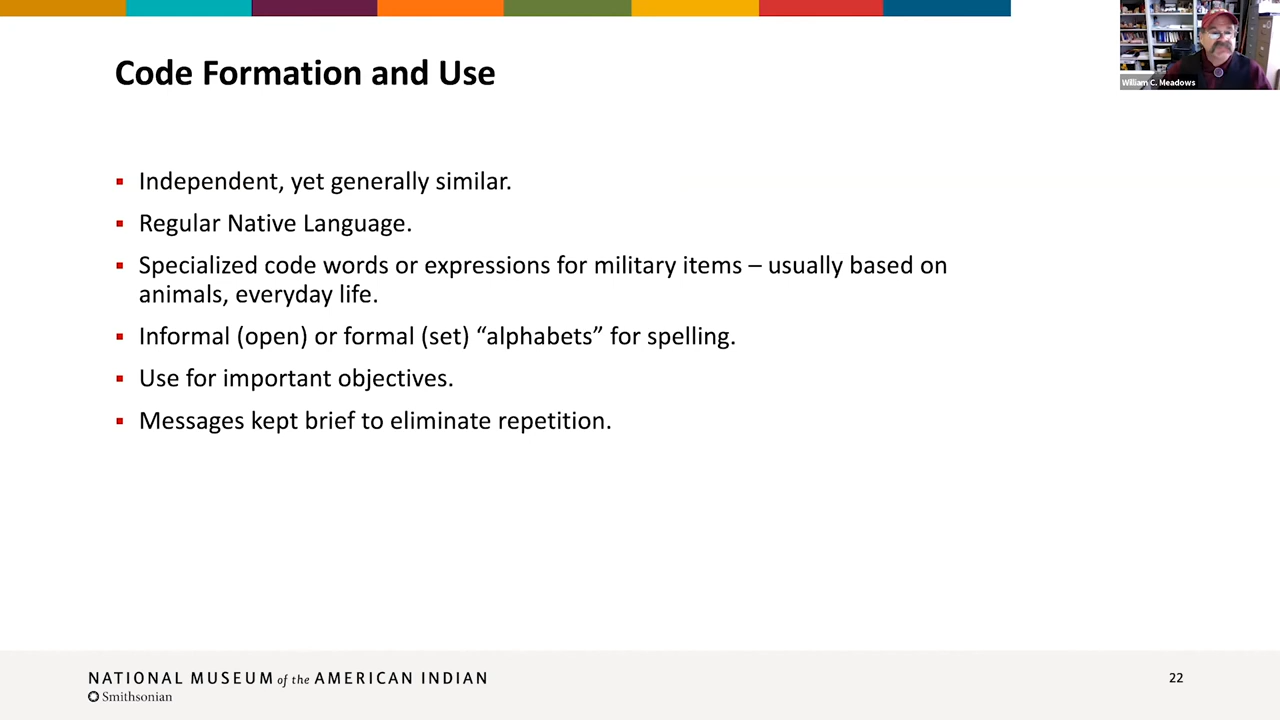 William C. Meadows
Code Formation and Use
Independent, yet generally similar.
Regular Native Language.
Specialized code words or expressions for military items – usually based on
animals, everyday life.
Informal (open) or formal (set) “alphabets” for spelling.
Use for important objectives.
Messages kept brief to eliminate repetition.
NATIONAL MUSEUM of the AMERICAN INDIAN
Smithsonian
22